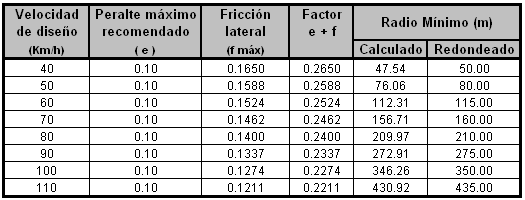 Velocidad de diseño (Km/h) Peralte máximo recomendado ( e ) Fricción lateral (f máx) Factor e + f Radio Mínimo (m)
Calculado Redondeado
40 0.10 0.1650 0.2650 47.54 50.00
50 0.10 0.1588 0.2588 76.06 80.00
60 0.10 0.1524 0.2524 112.31 115.00
70 0.10 0.1462 0.2462 156.71 160.00
80 0.10 0.1400 0.2400 209.97 210.00
90 0.10 0.1337 0.2337 272.91 275.00
100 0.10 0.1274 0.2274 346.26 350.00
110 0.10 0.1211 0.2211 430.92 435.00